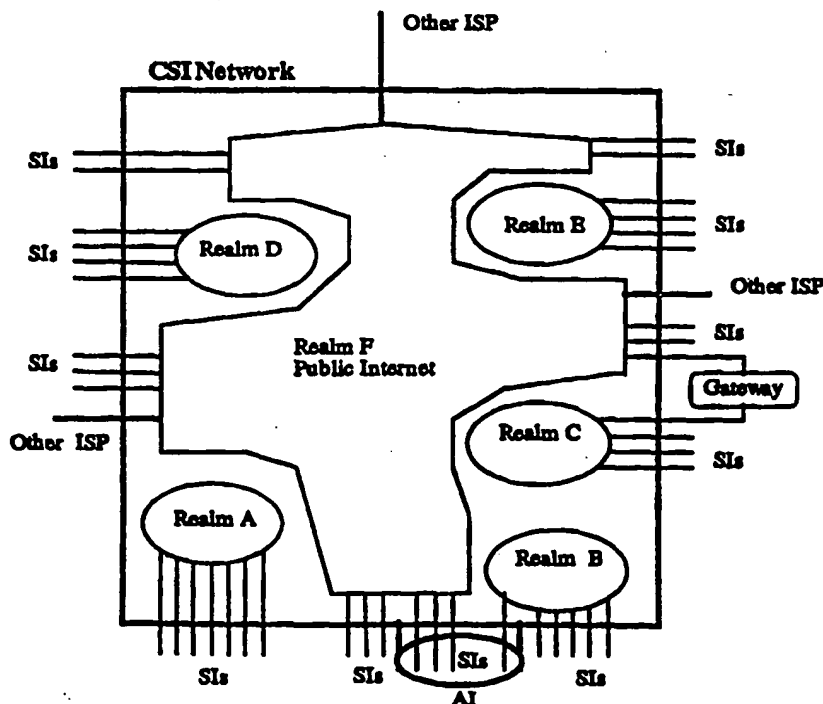 Other ISP
CSI Network
SIs
SIs
Realm E
SIs
Realm D
SIs
SIs
Other ISP
SIs
Realm F
Public Internet
SIs
Gateway
Realm C
Other ISP
SIs
Realm A
Realm B
SIs
SIs
SIs
SIs
AI